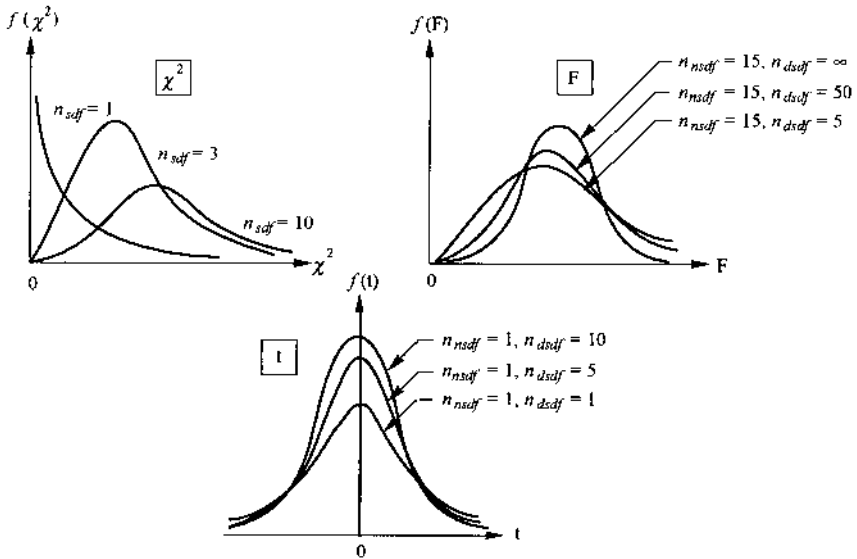 f(χ²)
χ²
n_sdf = 1
n_sdf = 3
n_sdf = 10
0
χ²
f(F)
F
n_nsdf = 15, n_dsdf = ∞
n_nsdf = 15, n_dsdf = 50
n_nsdf = 15, n_dsdf = 5
0
F
f(t)
t
n_nsdf = 1, n_dsdf = 10
n_nsdf = 1, n_dsdf = 5
n_nsdf = 1, n_dsdf = 1
0
t